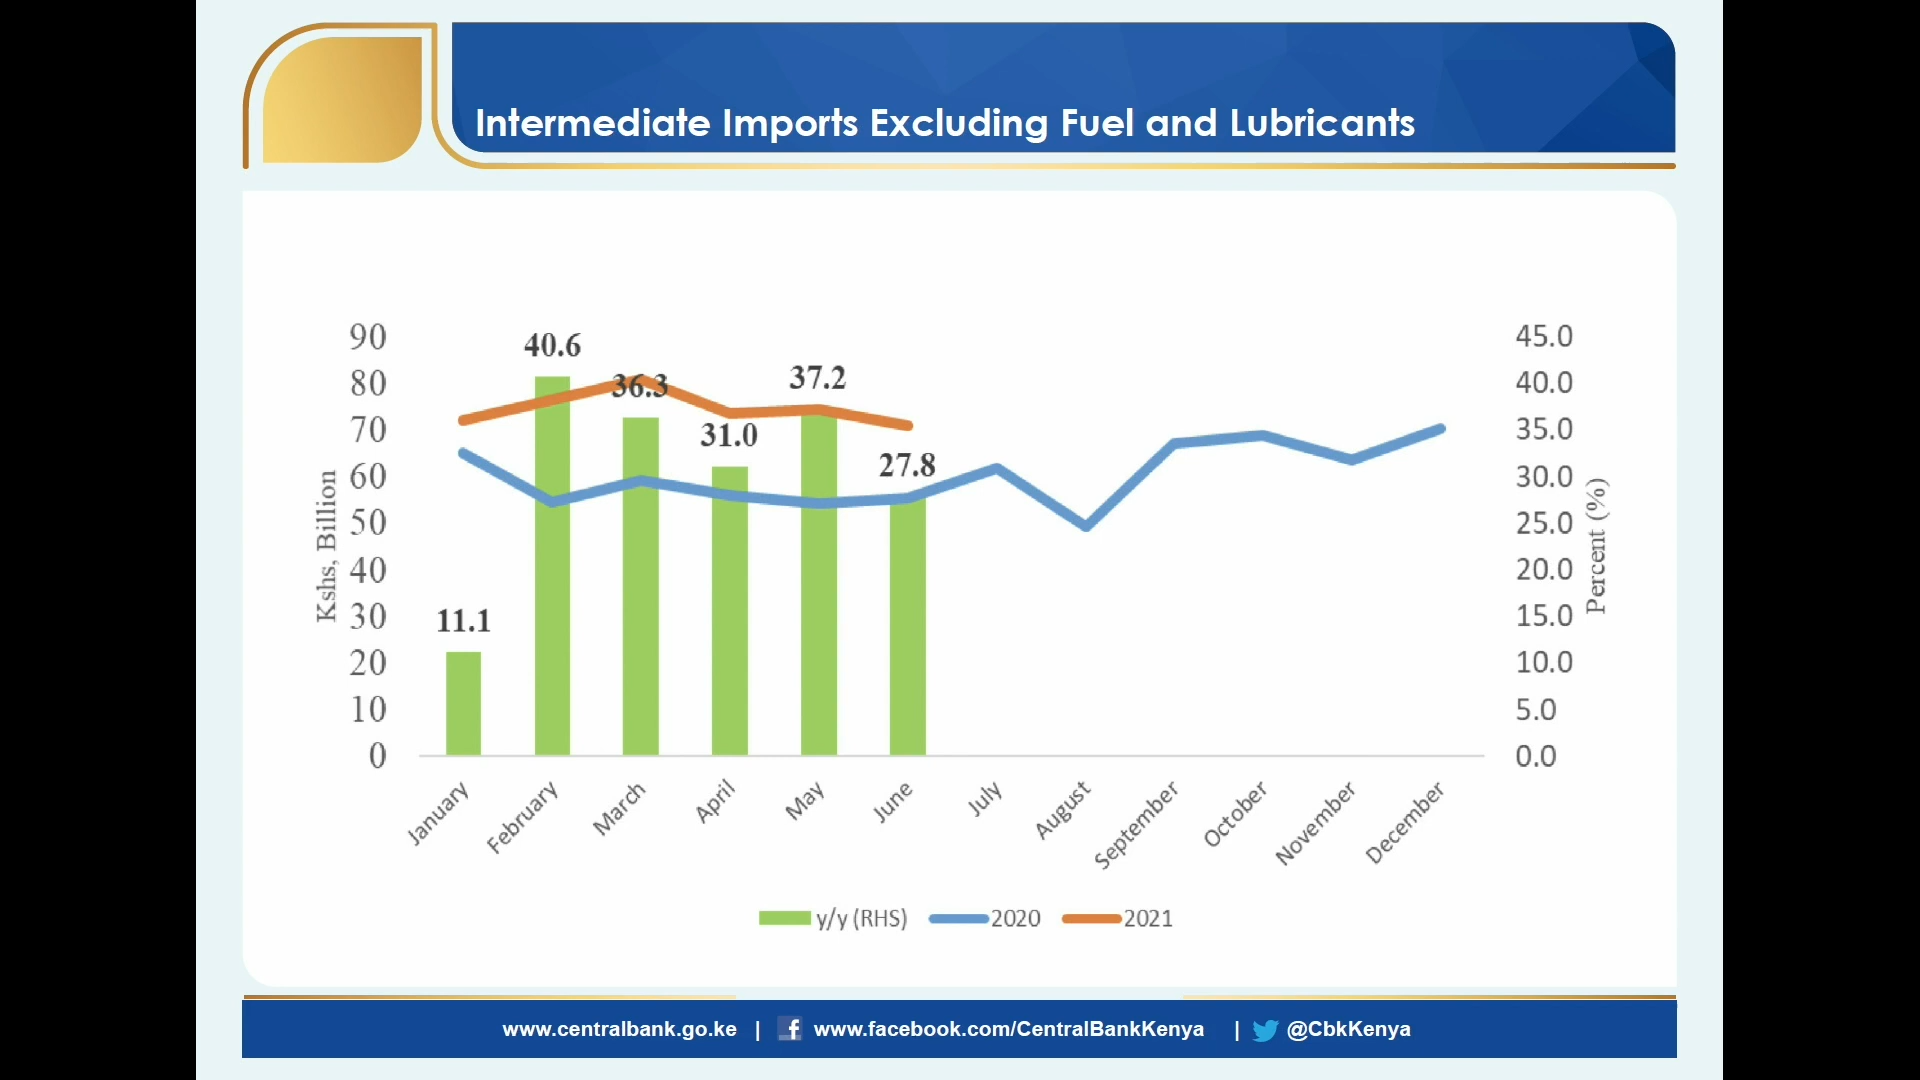 Intermediate Imports Excluding Fuel and Lubricants
90
80
70
60
50
40
30
20
10
0
Kshs, Billion
11.1
40.6
36.3
31.0
37.2
27.8
45.0
40.0
35.0
30.0
25.0
20.0
15.0
10.0
5.0
0.0
Percent (%)
January
February
March
April
May
June
July
August
September
October
November
December
y/y (RHS)
2020
2021
www.centralbank.go.ke | www.facebook.com/CentralBankKenya | @CbkKenya